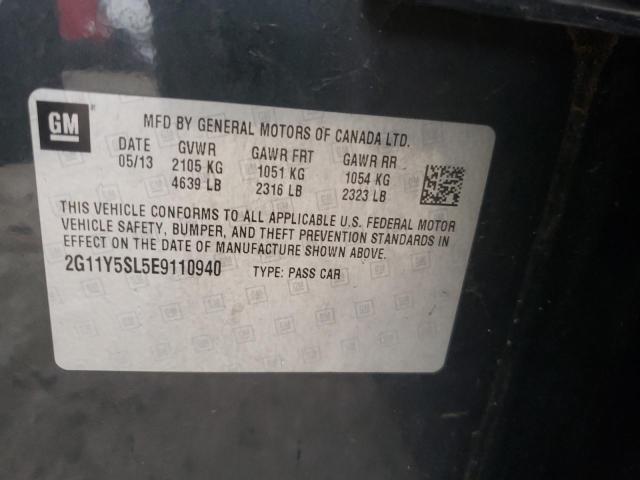 GM
MFD BY GENERAL MOTORS OF CANADA LTD.
DATE GVWR GAWR FRT GAWR RR
05/13 2105 KG 1051 KG 1054 KG
4639 LB 2316 LB 2323 LB
THIS VEHICLE CONFORMS TO ALL APPLICABLE U.S. FEDERAL MOTOR
VEHICLE SAFETY, BUMPER, AND THEFT PREVENTION STANDARDS IN
EFFECT ON THE DATE OF MANUFACTURE SHOWN ABOVE.
2G11Y5SL5E9110940 TYPE: PASS CAR